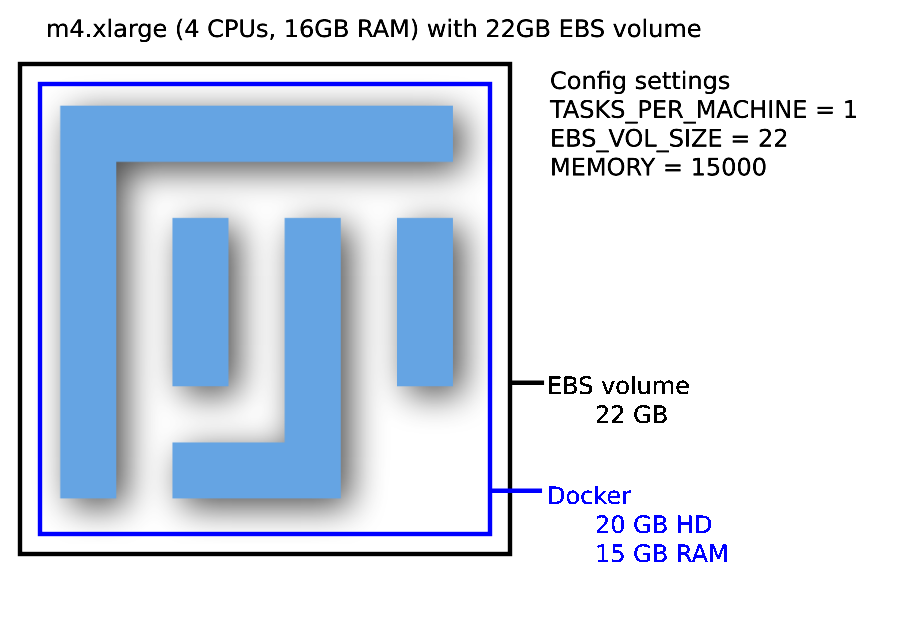 m4.xlarge (4 CPUs, 16GB RAM) with 22GB EBS volume
Config settings
TASKS_PER_MACHINE = 1
EBS_VOL_SIZE = 22
MEMORY = 15000
EBS volume
22 GB
Docker
20 GB HD
15 GB RAM